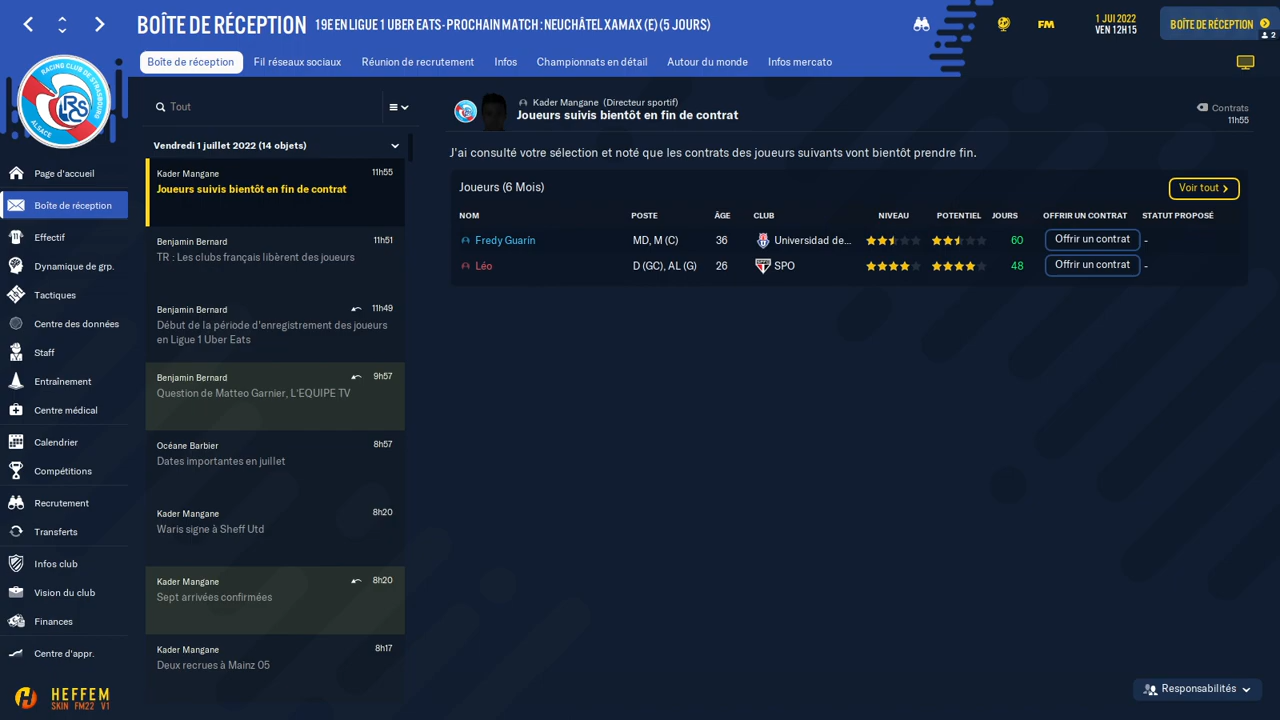 BOÎTE DE RÉCEPTION
19E EN LIGUE 1 UBER EATS - PROCHAIN MATCH : NEUCHÂTEL XAMAX (E) (5 JOURS)
FM
1 JUI 2022
VEN 12H15
BOÎTE DE RÉCEPTION
2
Boîte de réception
Fil réseaux sociaux
Réunion de recrutement
Infos
Championnats en détail
Autour du monde
Infos mercato
RACING CLUB DE STRASBOURG
RCS
ALSACE
Page d'accueil
Boîte de réception
Effectif
Dynamique de grp.
Tactiques
Centre des données
Staff
Entraînement
Centre médical
Calendrier
Compétitions
Recrutement
Transferts
Infos club
Vision du club
Finances
Centre d'appr.
HEFFEM
SKIN FM22 V1
Tout
Vendredi 1 juillet 2022 (14 objets)
Kader Mangane 11h55
Joueurs suivis bientôt en fin de contrat
Benjamin Bernard 11h51
TR : Les clubs français libèrent des joueurs
Benjamin Bernard 11h49
Début de la période d'enregistrement des joueurs
en Ligue 1 Uber Eats
Benjamin Bernard 9h57
Question de Matteo Garnier, L'EQUIPE TV
Océane Barbier 8h57
Dates importantes en juillet
Kader Mangane 8h20
Waris signe à Sheff Utd
Kader Mangane 8h20
Sept arrivées confirmées
Kader Mangane 8h17
Deux recrues à Mainz 05
Kader Mangane (Directeur sportif)
Joueurs suivis bientôt en fin de contrat
Contrats
11h55
J'ai consulté votre sélection et noté que les contrats des joueurs suivants vont bientôt prendre fin.
Joueurs (6 Mois)
Voir tout
NOM POSTE ÂGE CLUB NIVEAU POTENTIEL JOURS OFFRIR UN CONTRAT STATUT PROPOSÉ
Fredy Guarín MD, M (C) 36 Universidad de... 60 Offrir un contrat -
Léo D (GC), AL (G) 26 SPO 48 Offrir un contrat -
Responsabilités